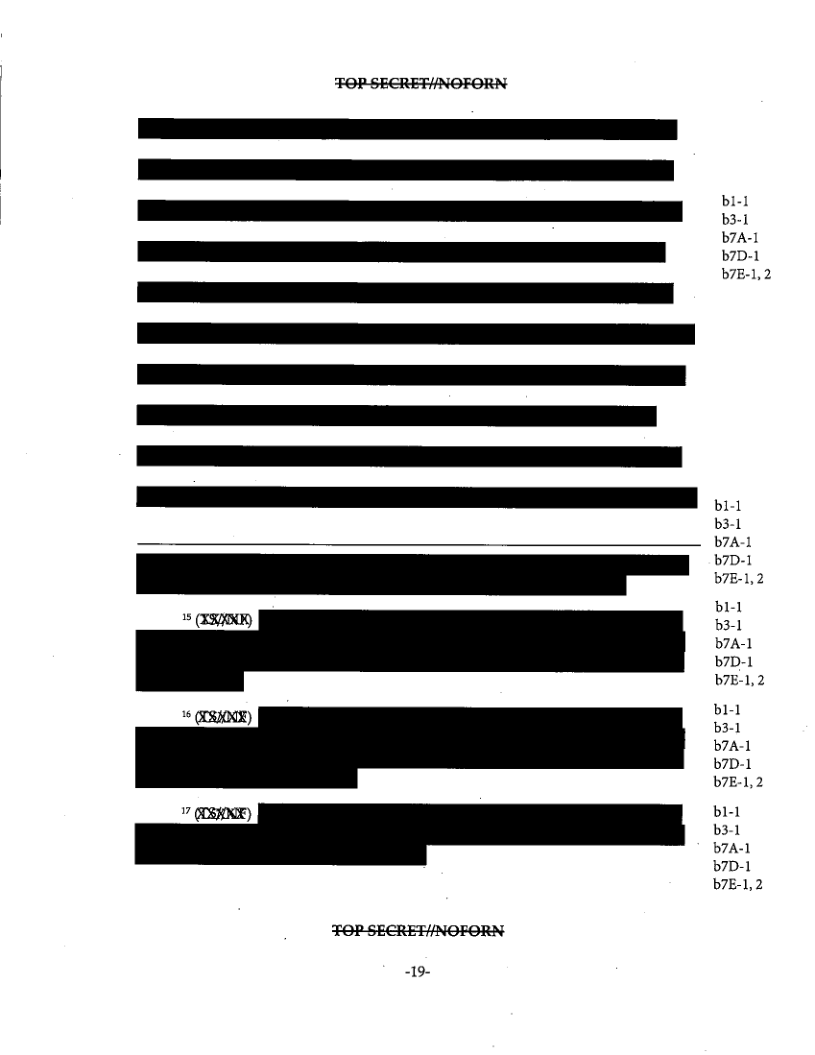 TOP SECRET//NOFORN
b1-1
b3-1
b7A-1
b7D-1
b7E-1, 2
b1-1
b3-1
b7A-1
b7D-1
b7E-1, 2
15 (TS//NF)
b1-1
b3-1
b7A-1
b7D-1
b7E-1, 2
16 (TS//NF)
b1-1
b3-1
b7A-1
b7D-1
b7E-1, 2
17 (TS//NF)
b1-1
b3-1
b7A-1
b7D-1
b7E-1, 2
TOP SECRET//NOFORN
-19-